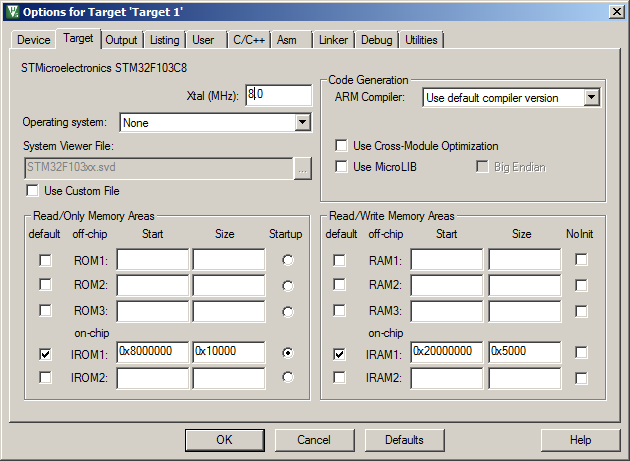 Options for Target 'Target 1'
Device Target Output Listing User C/C++ Asm Linker Debug Utilities
STMicroelectronics STM32F103C8
Xtal (MHz): 8.0
Operating system: None
System Viewer File:
STM32F103xx.svd ...
Use Custom File
Code Generation
ARM Compiler: Use default compiler version
Use Cross-Module Optimization
Use MicroLIB Big Endian
Read/Only Memory Areas
default off-chip Start Size Startup
ROM1:
ROM2:
ROM3:
on-chip
IROM1: 0x8000000 0x10000
IROM2:
Read/Write Memory Areas
default off-chip Start Size NoInit
RAM1:
RAM2:
RAM3:
on-chip
IRAM1: 0x20000000 0x5000
IRAM2:
OK Cancel Defaults Help